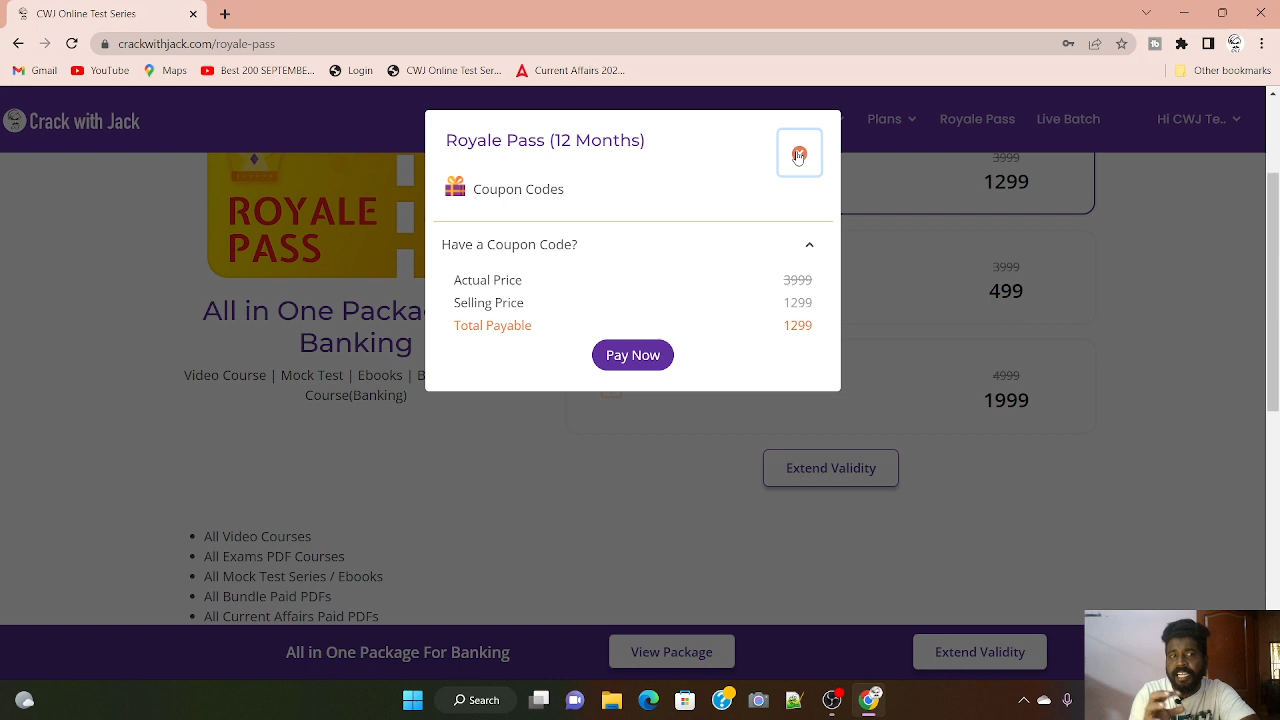 CWJ Online Test Series
crackwithjack.com/royale-pass
Gmail
YouTube
Maps
Best 200 SEPTEMBE...
Login
CWJ Online Test Ser...
Current Affairs 202...
Other bookmarks
Crack with Jack
Plans
Royale Pass
Live Batch
Hi CWJ Te..
Royale Pass (12 Months)
Coupon Codes
Have a Coupon Code?
Actual Price 3999
Selling Price 1299
Total Payable 1299
Pay Now
ROYALE
PASS
All in One Package
Banking
Video Course | Mock Test | Ebooks | B
Course(Banking)
3999
1299
3999
499
4999
1999
Extend Validity
All Video Courses
All Exams PDF Courses
All Mock Test Series / Ebooks
All Bundle Paid PDFs
All Current Affairs Paid PDFs
All in One Package For Banking
View Package
Extend Validity
Search